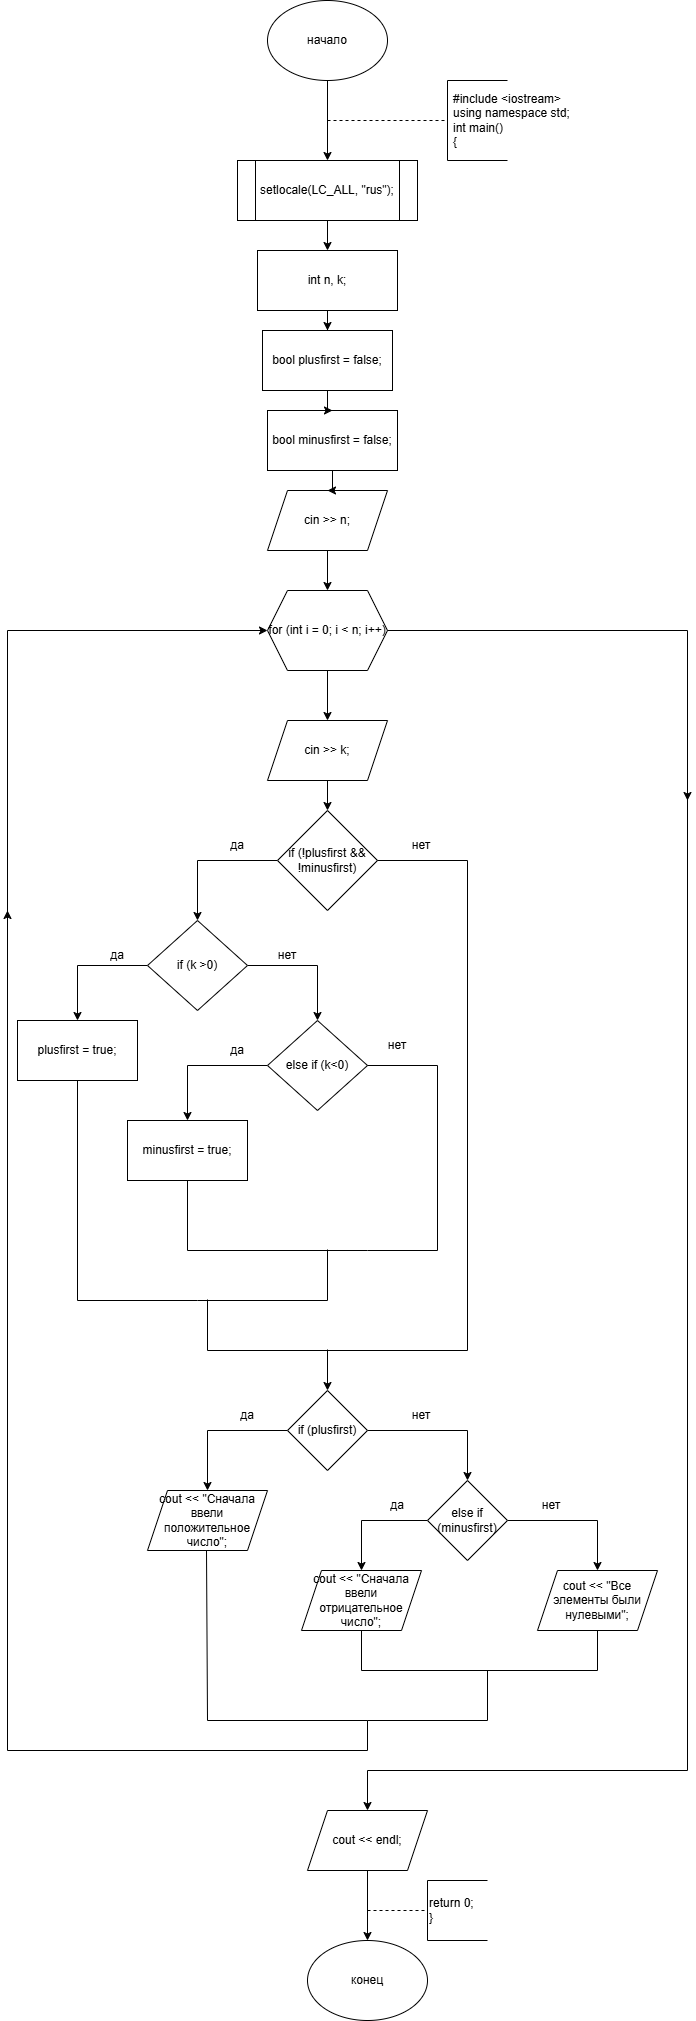 начало
#include <iostream>
using namespace std;
int main()
{
setlocale(LC_ALL, "rus");
int n, k;
bool plusfirst = false;
bool minusfirst = false;
cin >> n;
for (int i = 0; i < n; i++)
cin >> k;
да
if (!plusfirst &&
!minusfirst)
нет
да
if (k >0)
нет
plusfirst = true;
да
else if (k<0)
нет
minusfirst = true;
да
if (plusfirst)
нет
cout << "Сначала
ввели
положительное
число";
да
else if
(minusfirst)
нет
cout << "Сначала
ввели
отрицательное
число";
cout << "Все
элементы были
нулевыми";
cout << endl;
return 0;
}
конец